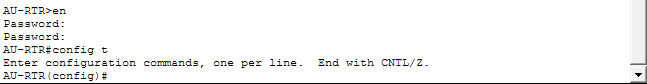 AU-RTR>en
Password:
Password:
AU-RTR#config t
Enter configuration commands, one per line.  End with CNTL/Z.
AU-RTR(config)#